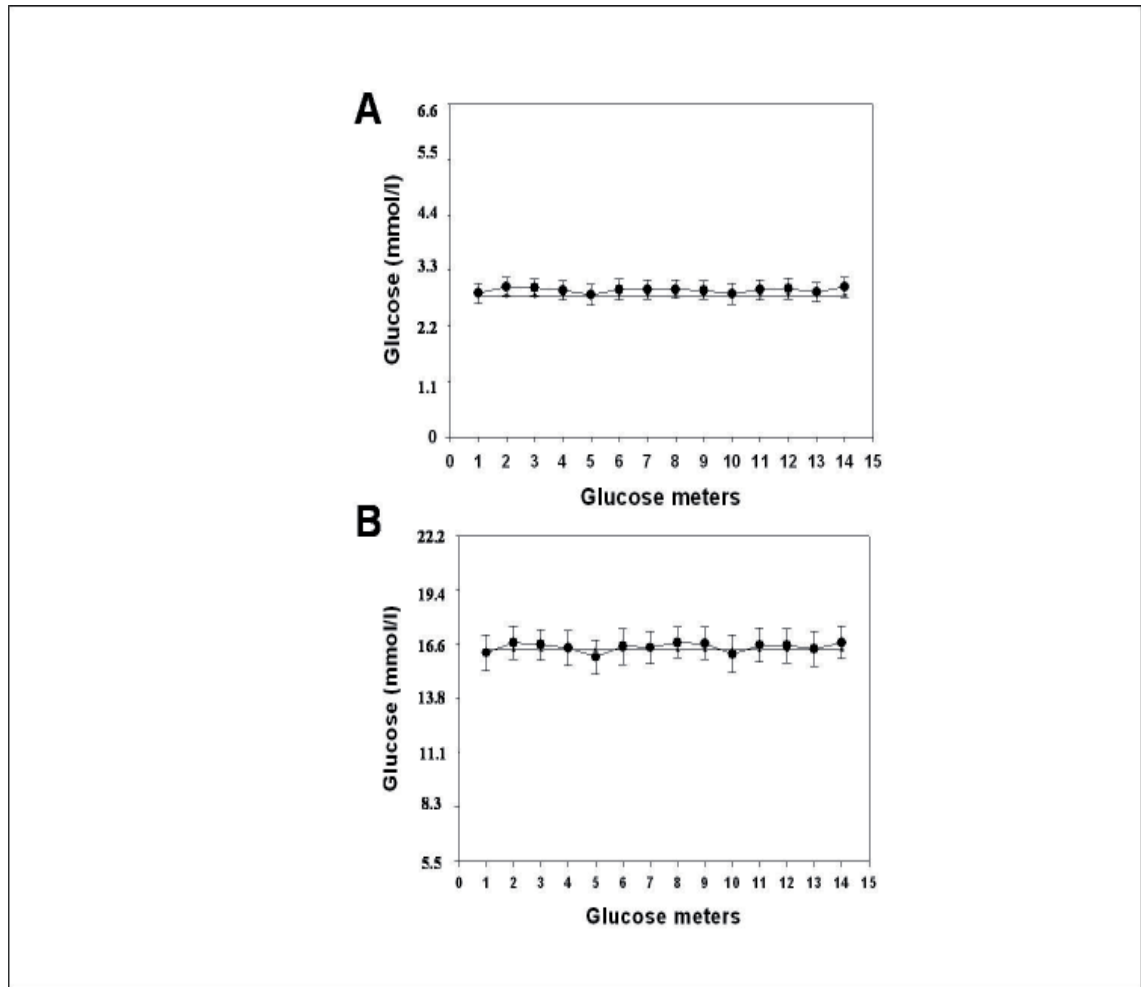 A
6.6
5.5
4.4
3.3
2.2
1.1
0
Glucose (mmol/l)
0 1 2 3 4 5 6 7 8 9 10 11 12 13 14 15
Glucose meters
B
22.2
19.4
16.6
13.8
11.1
8.3
5.5
Glucose (mmol/l)
0 1 2 3 4 5 6 7 8 9 10 11 12 13 14 15
Glucose meters